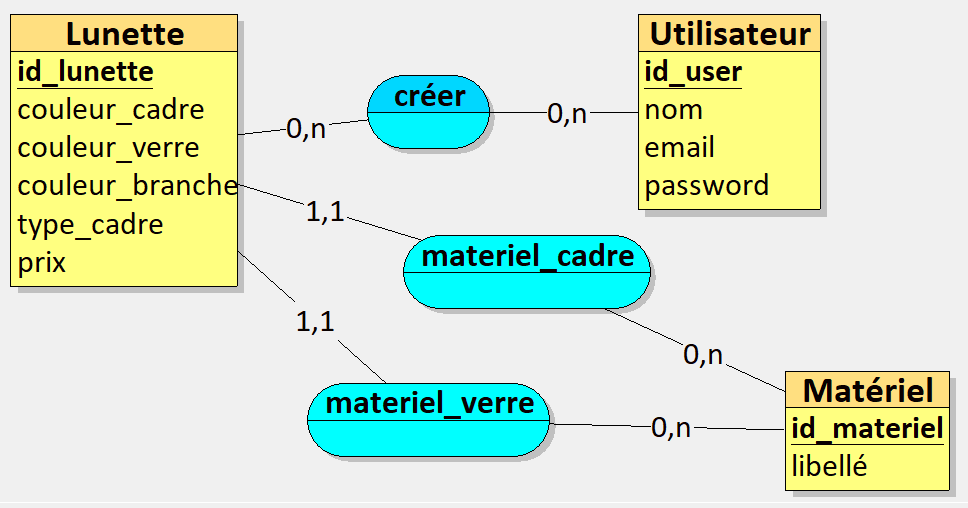 Lunette
id_lunette
couleur_cadre
couleur_verre
couleur_branche
type_cadre
prix
créer
0,n
0,n
Utilisateur
id_user
nom
email
password
1,1
materiel_cadre
0,n
1,1
materiel_verre
0,n
Matériel
id_materiel
libellé